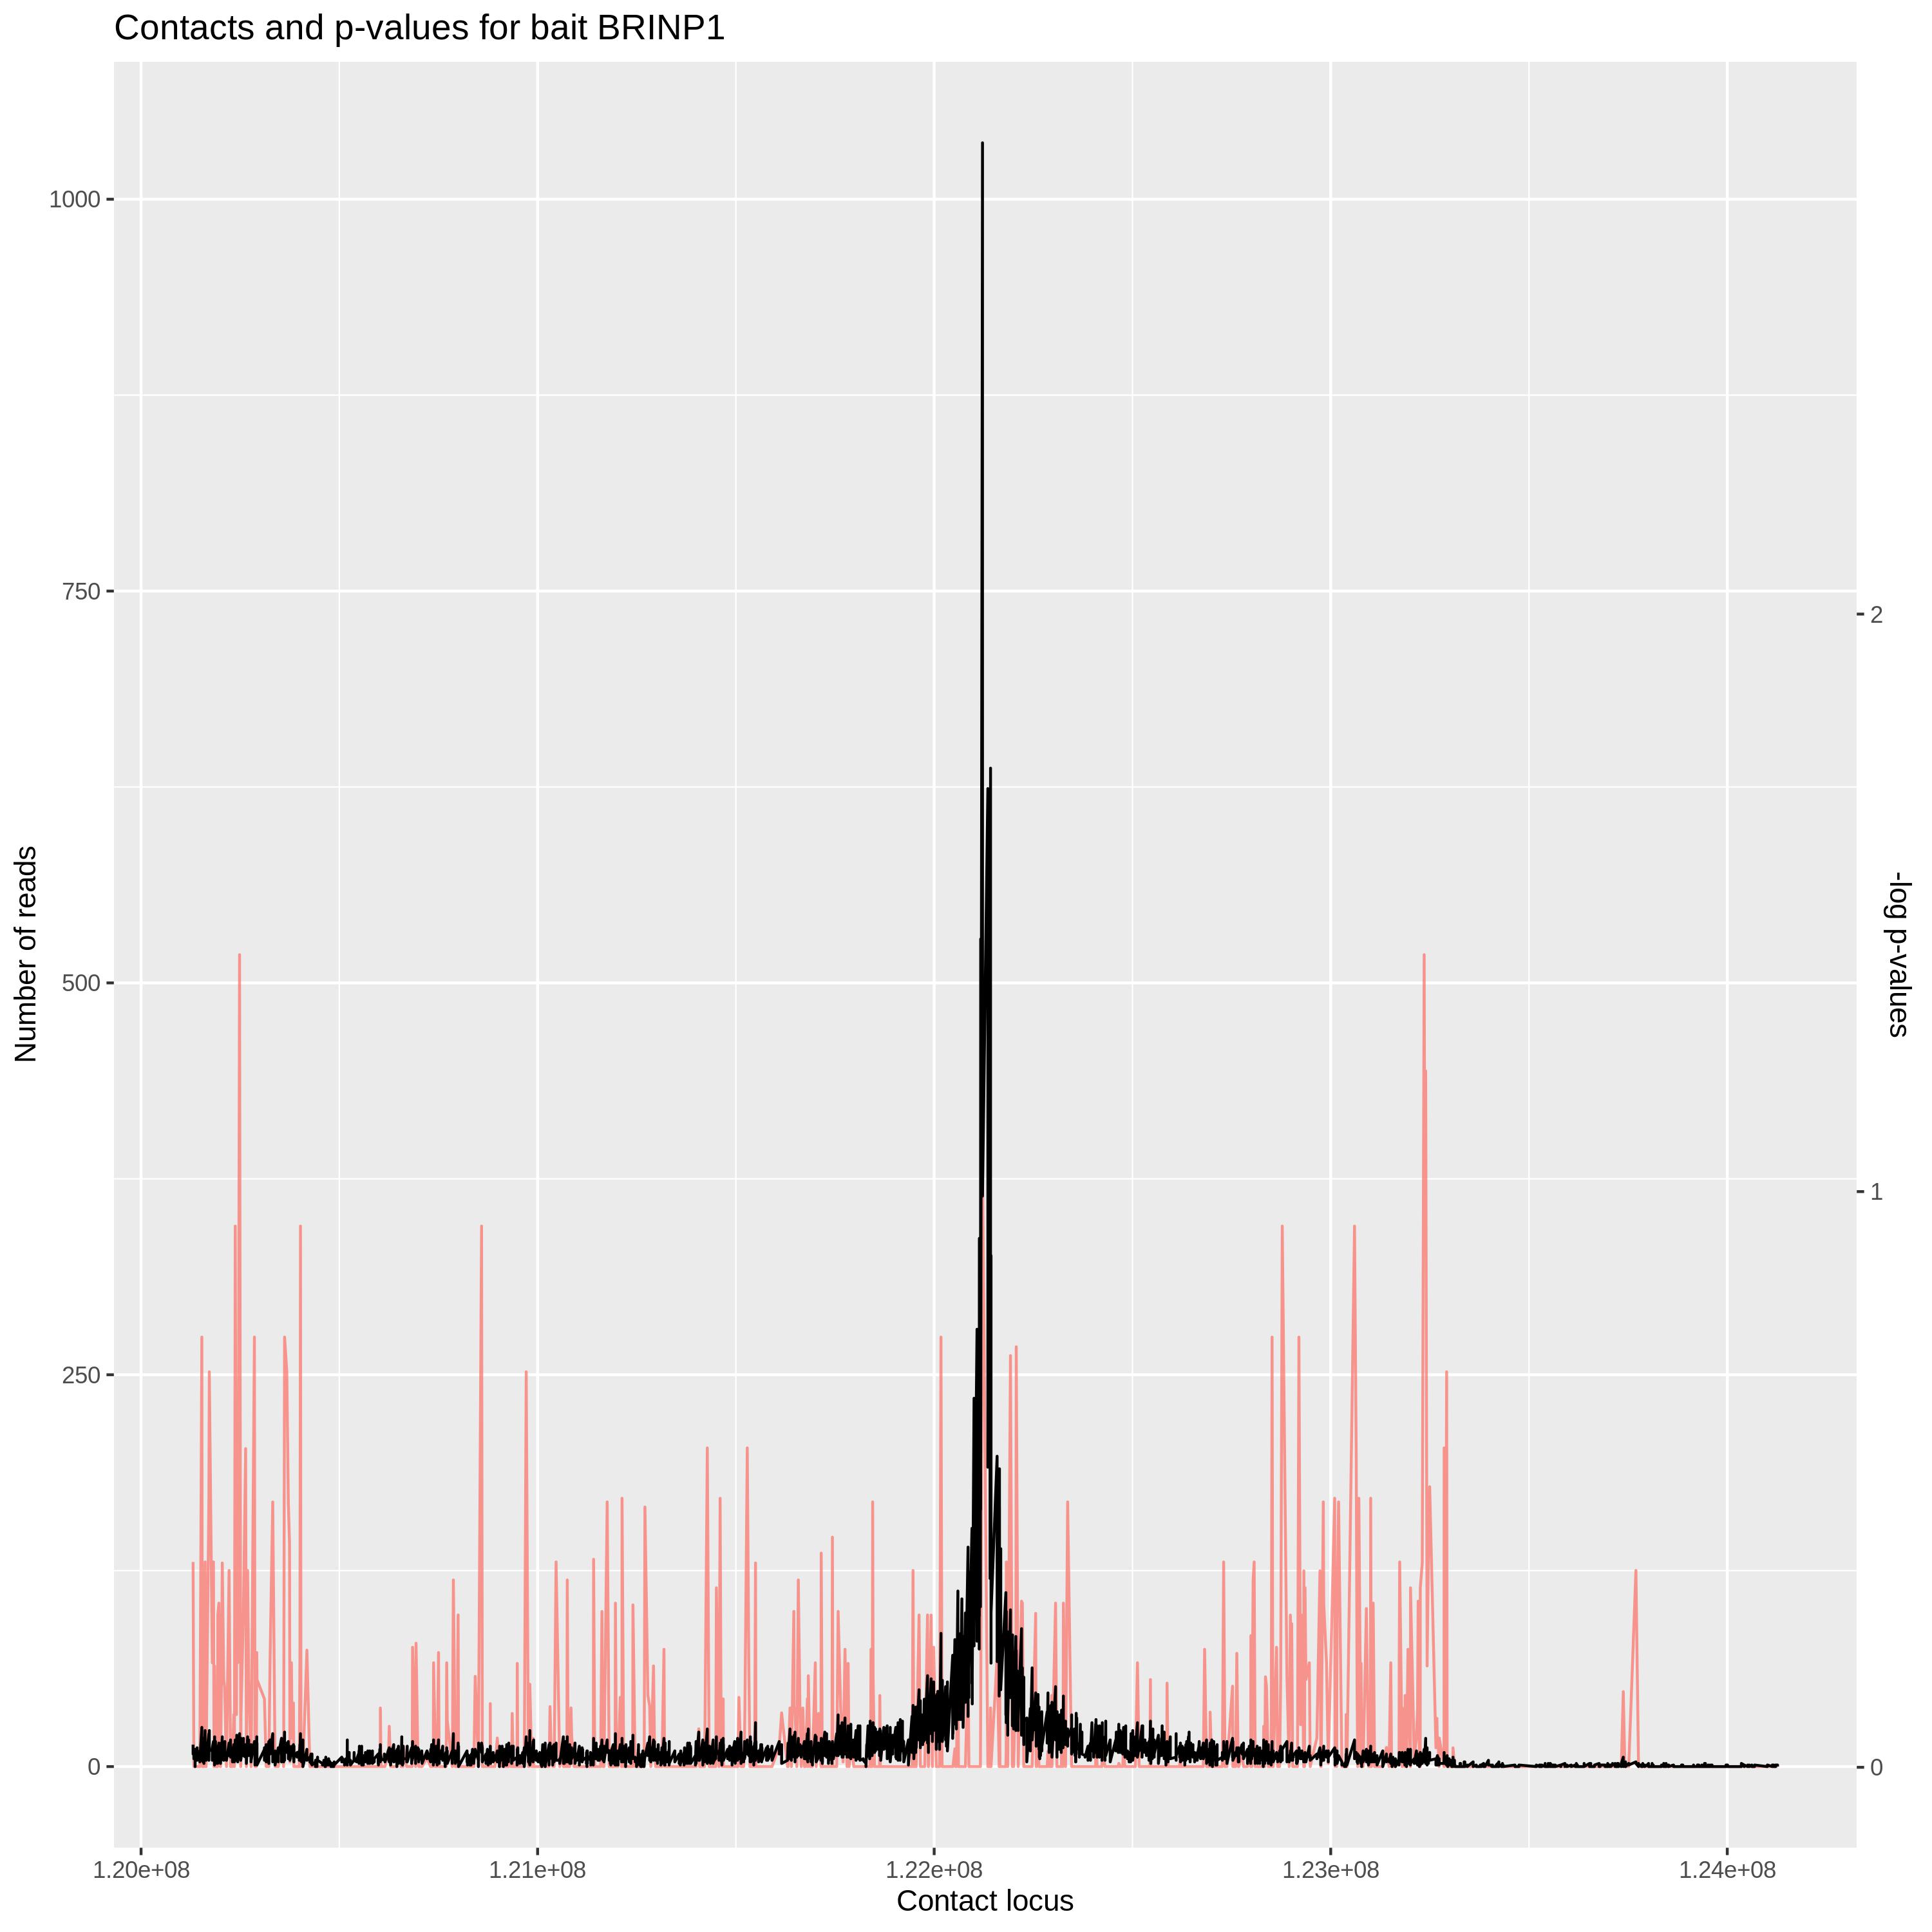 Contacts and p-values for bait BRINP1
1000
750
500
250
0
Number of reads
2
1
0
-log p-values
1.20e+08 1.21e+08 1.22e+08 1.23e+08 1.24e+08
Contact locus